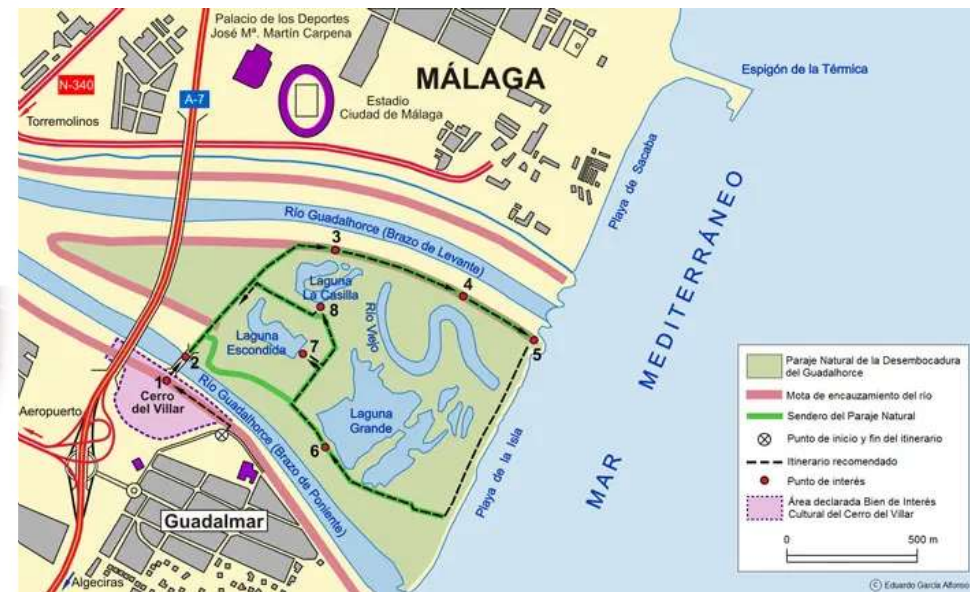 Palacio de los Deportes
José Mª. Martín Carpena
MÁLAGA
Espigón de la Térmica
N-340
A-7
Torremolinos
Estadio
Ciudad de Málaga
Playa de Sacaba
MAR MEDITERRÁNEO
Río Guadalhorce (Brazo de Levante)
3
Laguna
La Casilla
4
8
Río Viejo
Laguna
Escondida
7
5
2
1
Cerro
del Villar
Río Guadalhorce (Brazo de Poniente)
Aeropuerto
Laguna
Grande
6
Playa de la Isla
Guadalmar
Algeciras
Paraje Natural de la Desembocadura
del Guadalhorce
Mota de encauzamiento del río
Sendero del Paraje Natural
Punto de inicio y fin del itinerario
Itinerario recomendado
Punto de interés
Área declarada Bien de Interés
Cultural del Cerro del Villar
0 500 m
© Eduardo García Alfonso